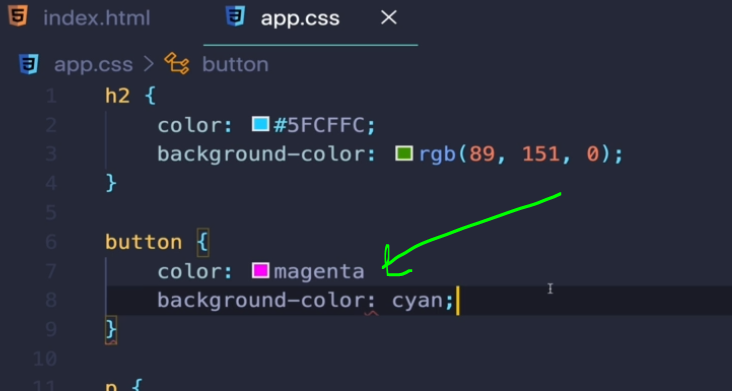 index.html app.css
app.css > button
1 h2 {
2 color: #5FCFFC;
3 background-color: rgb(89, 151, 0);
4 }
5
6 button {
7 color: magenta
8 background-color: cyan;
9 }
10
11 p {